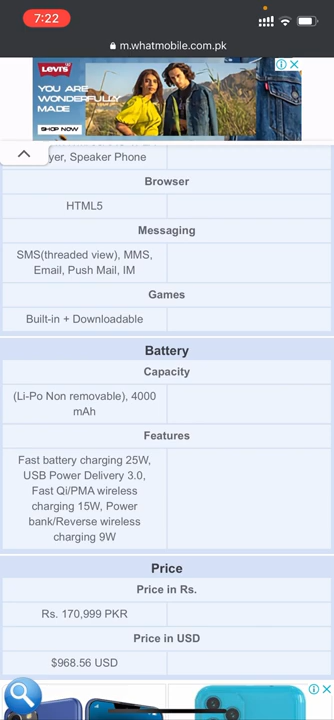 7:22
m.whatmobile.com.pk
Levi's
YOU ARE
WONDERFULLY
MADE
SHOP NOW
yer, Speaker Phone
Browser
HTML5
Messaging
SMS(threaded view), MMS,
Email, Push Mail, IM
Games
Built-in + Downloadable
Battery
Capacity
(Li-Po Non removable), 4000
mAh
Features
Fast battery charging 25W,
USB Power Delivery 3.0,
Fast Qi/PMA wireless
charging 15W, Power
bank/Reverse wireless
charging 9W
Price
Price in Rs.
Rs. 170,999 PKR
Price in USD
$968.56 USD